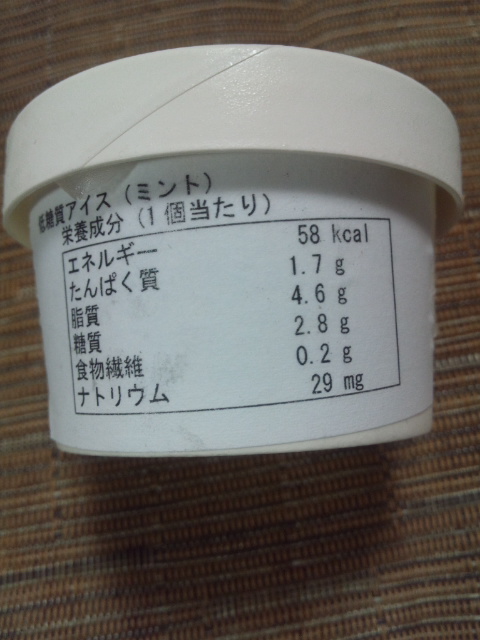 低糖質アイス（ミント）
栄養成分（1個当たり）
エネルギー 58 kcal
たんぱく質 1.7 g
脂質 4.6 g
糖質 2.8 g
食物繊維 0.2 g
ナトリウム 29 mg